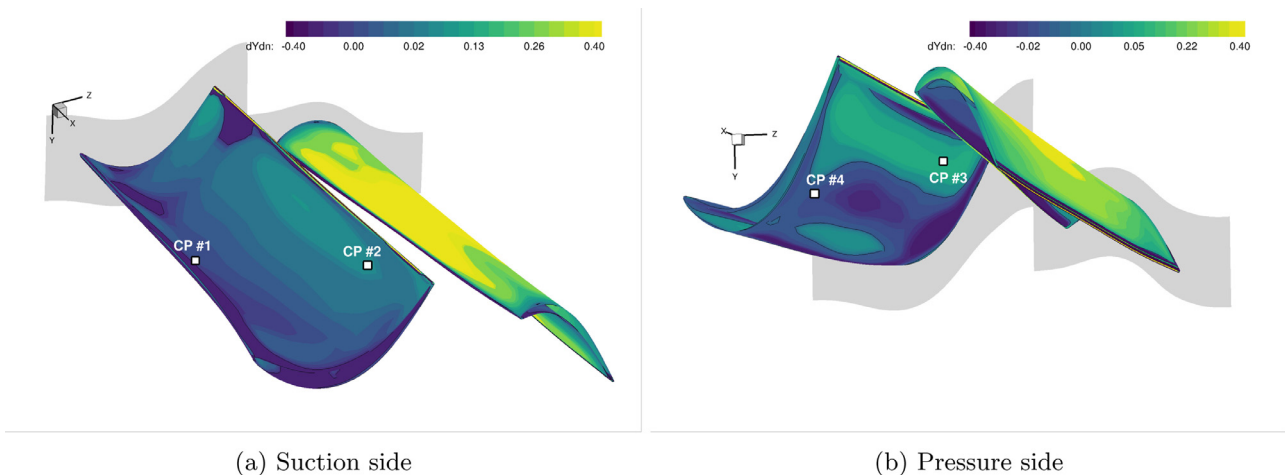 dYdn: -0.40 0.00 0.02 0.13 0.26 0.40
Z
X
Y
CP #1
CP #2
(a) Suction side
dYdn: -0.40 -0.02 0.00 0.05 0.22 0.40
X
Z
Y
CP #4
CP #3
(b) Pressure side